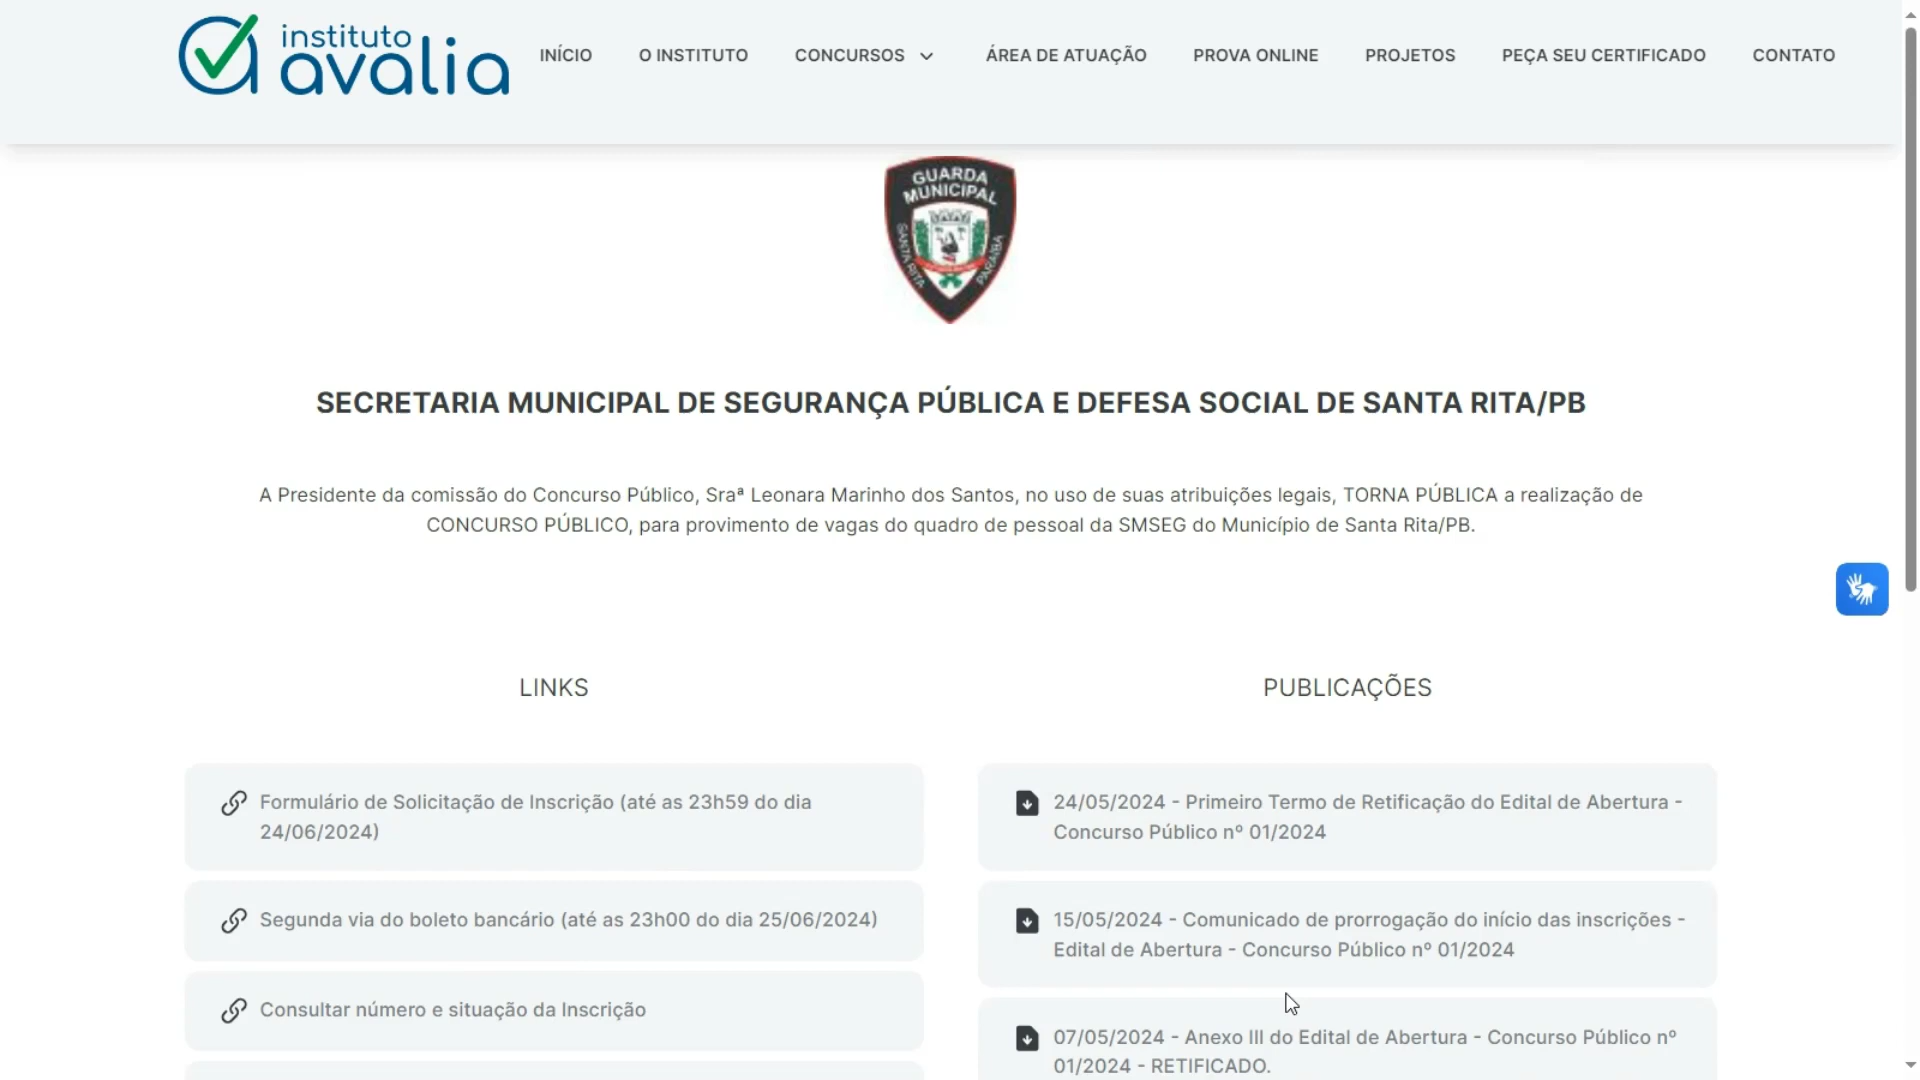 instituto
avalia
INÍCIO O INSTITUTO CONCURSOS ÁREA DE ATUAÇÃO PROVA ONLINE PROJETOS PEÇA SEU CERTIFICADO CONTATO
GUARDA
MUNICIPAL
SANTA RITA PARAÍBA
SECRETARIA MUNICIPAL DE SEGURANÇA PÚBLICA E DEFESA SOCIAL DE SANTA RITA/PB
A Presidente da comissão do Concurso Público, Sraª Leonara Marinho dos Santos, no uso de suas atribuições legais, TORNA PÚBLICA a realização de
CONCURSO PÚBLICO, para provimento de vagas do quadro de pessoal da SMSEG do Município de Santa Rita/PB.
LINKS
Formulário de Solicitação de Inscrição (até as 23h59 do dia
24/06/2024)
Segunda via do boleto bancário (até as 23h00 do dia 25/06/2024)
Consultar número e situação da Inscrição
PUBLICAÇÕES
24/05/2024 - Primeiro Termo de Retificação do Edital de Abertura -
Concurso Público nº 01/2024
15/05/2024 - Comunicado de prorrogação do início das inscrições -
Edital de Abertura - Concurso Público nº 01/2024
07/05/2024 - Anexo III do Edital de Abertura - Concurso Público nº
01/2024 - RETIFICADO.